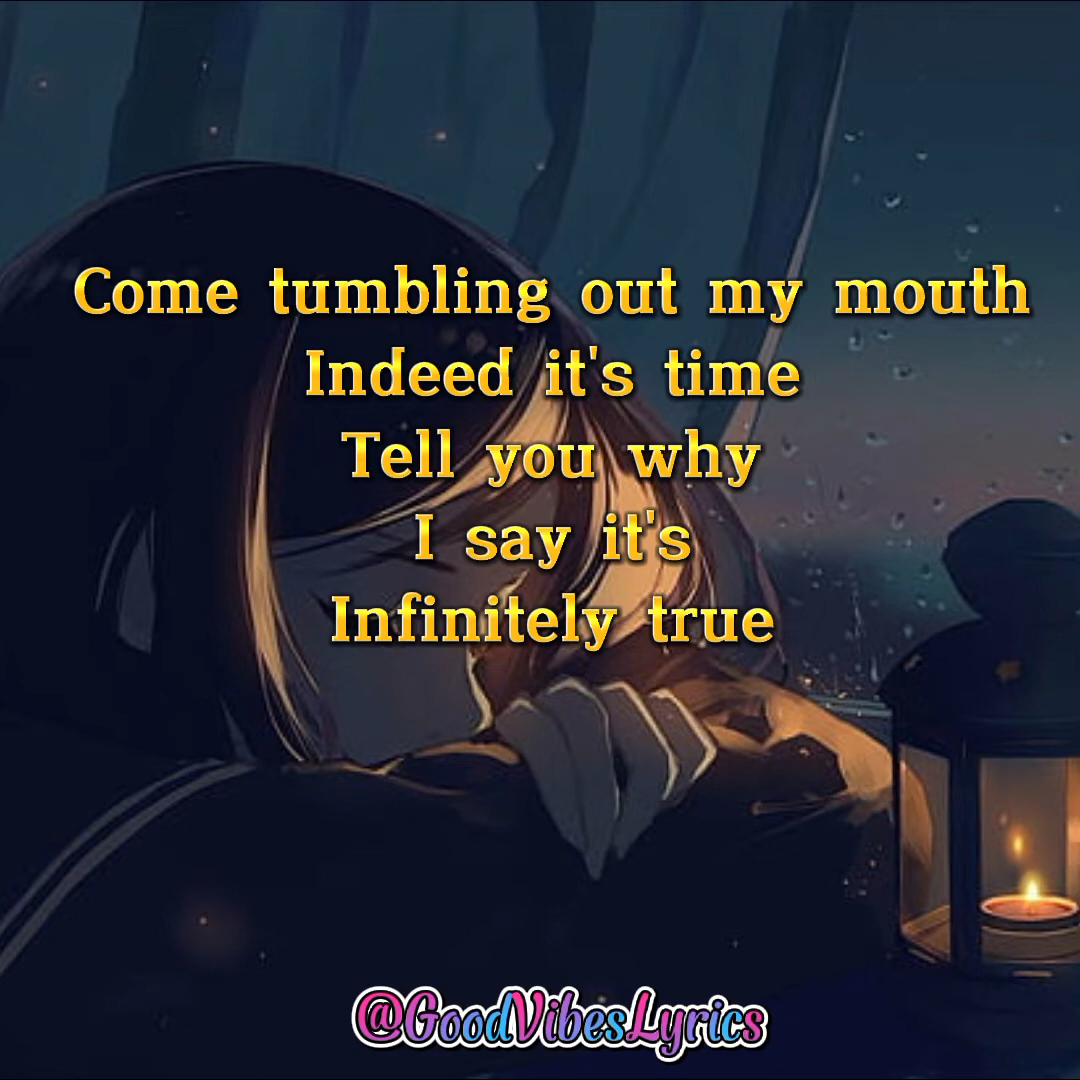 Come tumbling out my mouth
Indeed it's time
Tell you why
I say it's
Infinitely true
@GoodVibesLyrics